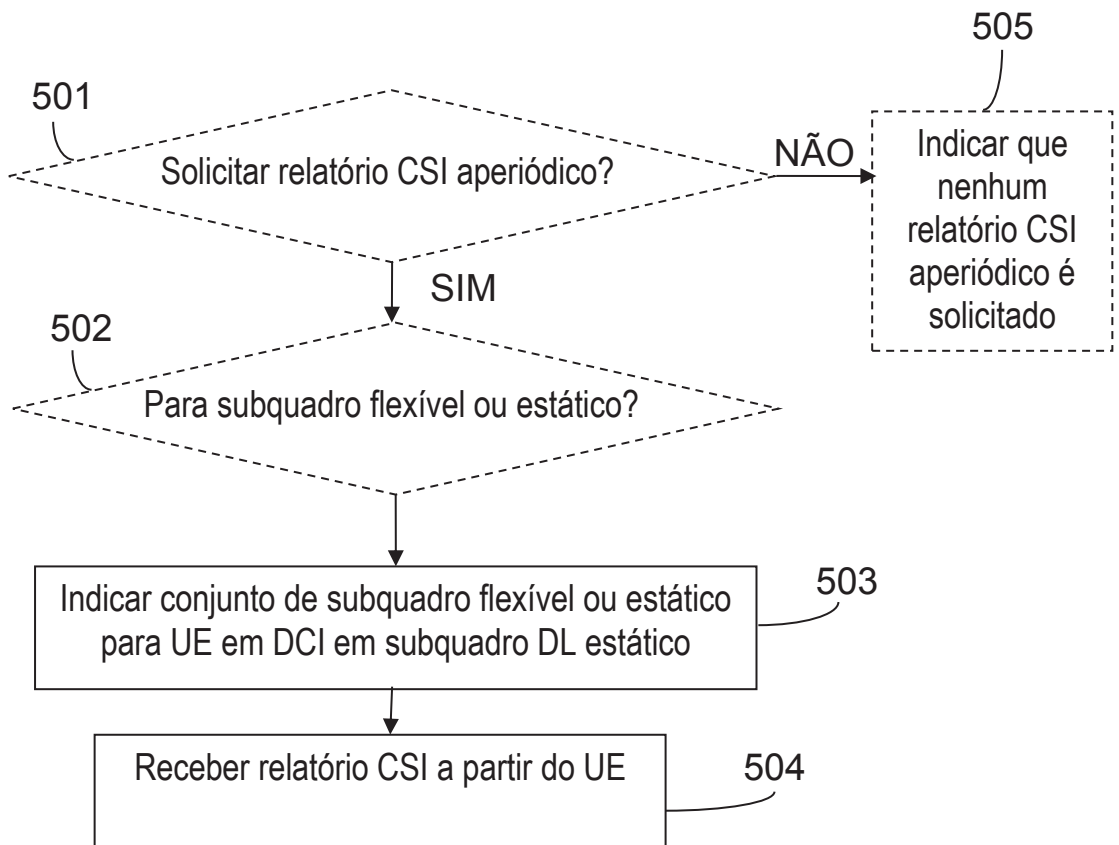 505
501
Solicitar relatório CSI aperiódico?
NÃO
Indicar que
nenhum
relatório CSI
aperiódico é
solicitado
SIM
502
Para subquadro flexível ou estático?
503
Indicar conjunto de subquadro flexível ou estático
para UE em DCI em subquadro DL estático
Receber relatório CSI a partir do UE
504